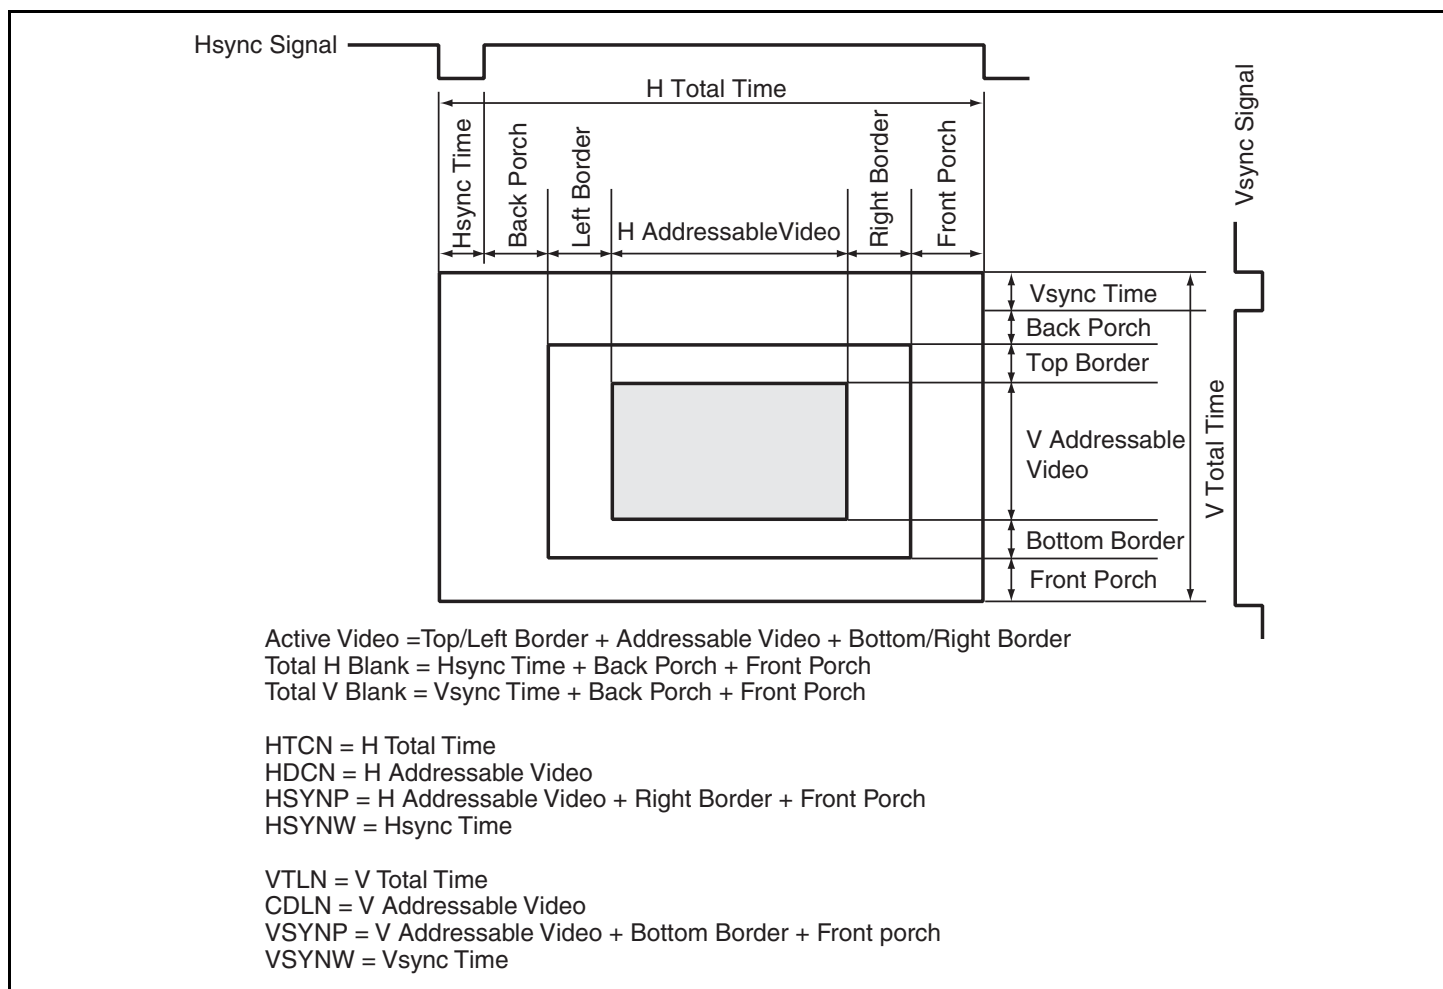 Hsync Signal
Vsync Signal
H Total Time
Hsync Time
Back Porch
Left Border
H AddressableVideo
Right Border
Front Porch
Vsync Time
Back Porch
Top Border
V Addressable
Video
V Total Time
Bottom Border
Front Porch
Active Video =Top/Left Border + Addressable Video + Bottom/Right Border
Total H Blank = Hsync Time + Back Porch + Front Porch
Total V Blank = Vsync Time + Back Porch + Front Porch
HTCN = H Total Time
HDCN = H Addressable Video
HSYNP = H Addressable Video + Right Border + Front Porch
HSYNW = Hsync Time
VTLN = V Total Time
CDLN = V Addressable Video
VSYNP = V Addressable Video + Bottom Border + Front porch
VSYNW = Vsync Time